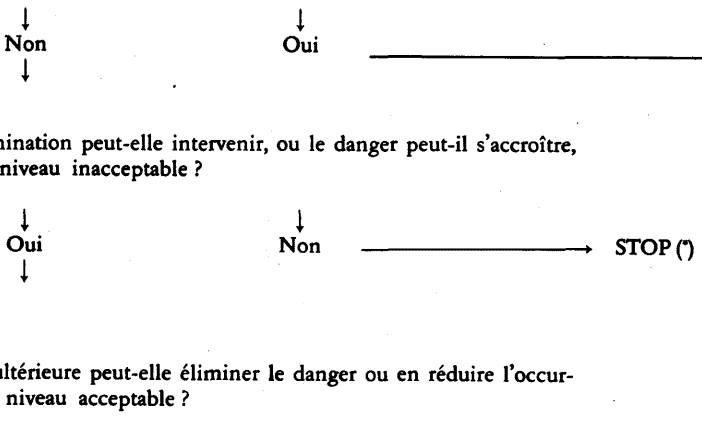 ↓ ↓
Non Oui
↓
mination peut-elle intervenir, ou le danger peut-il s'accroître,
niveau inacceptable ?
↓ ↓
Oui Non → STOP (*)
↓
ultérieure peut-elle éliminer le danger ou en réduire l'occur-
niveau acceptable ?